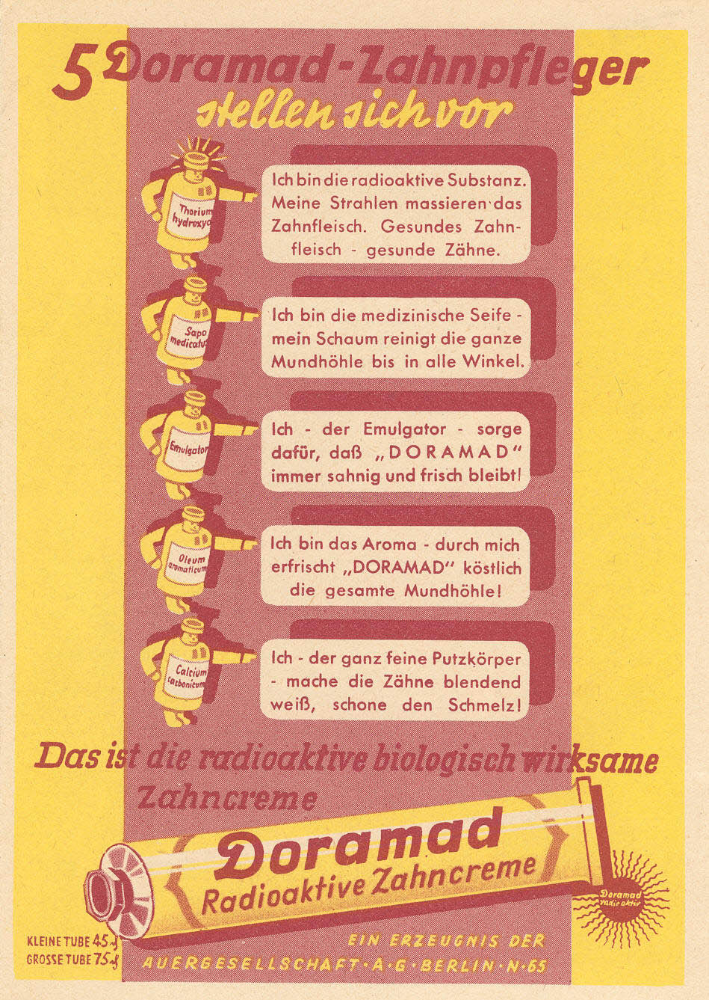 5 Doramad-Zahnpfleger
stellen sich vor
Thorium
hydroxyd
Ich bin die radioaktive Substanz.
Meine Strahlen massieren das
Zahnfleisch. Gesundes Zahn-
fleisch - gesunde Zähne.
Sapo
medicatus
Ich bin die medizinische Seife -
mein Schaum reinigt die ganze
Mundhöhle bis in alle Winkel.
Emulgator
Ich - der Emulgator - sorge
dafür, daß „DORAMAD"
immer sahnig und frisch bleibt!
Oleum
aromaticum
Ich bin das Aroma - durch mich
erfrischt „DORAMAD" köstlich
die gesamte Mundhöhle!
Calcium
carbonicum
Ich - der ganz feine Putzkörper
- mache die Zähne blendend
weiß, schone den Schmelz!
Das ist die radioaktive biologisch wirksame
Zahncreme
Doramad
Radioaktive Zahncreme
Doramad
radioaktiv
KLEINE TUBE 45 ₰
GROSSE TUBE 75 ₰
EIN ERZEUGNIS DER
AUERGESELLSCHAFT·A·G·BERLIN·N·65